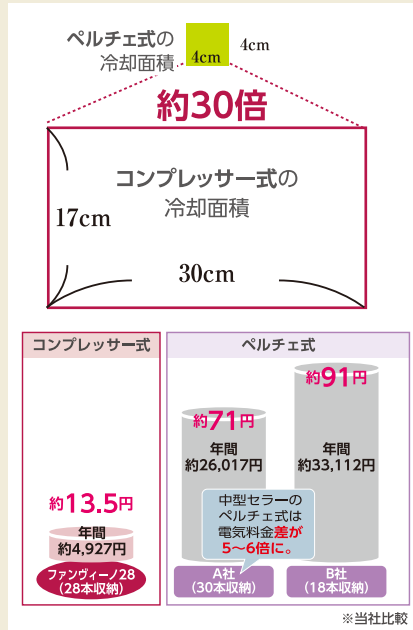 ペルチェ式の
冷却面積
4cm
4cm
約30倍
コンプレッサー式の
冷却面積
17cm
30cm
コンプレッサー式
ペルチェ式
約13.5円
年間
約4,927円
ファンヴィーノ28
(28本収納)
約71円
年間
約26,017円
約91円
年間
約33,112円
中型セラーの
ペルチェ式は
電気料金差が
5〜6倍に。
A社
(30本収納)
B社
(18本収納)
※当社比較